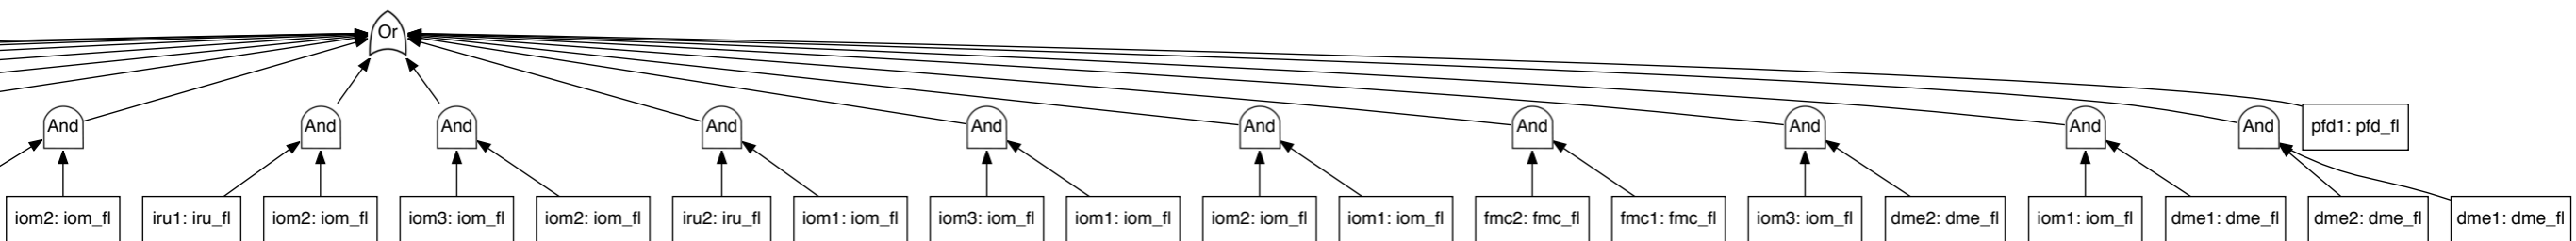 Or
And
And
And
And
And
And
And
And
And
And
pfd1: pfd_fl
iom2: iom_fl
iru1: iru_fl
iom2: iom_fl
iom3: iom_fl
iom2: iom_fl
iru2: iru_fl
iom1: iom_fl
iom3: iom_fl
iom1: iom_fl
iom2: iom_fl
iom1: iom_fl
fmc2: fmc_fl
fmc1: fmc_fl
iom3: iom_fl
dme2: dme_fl
iom1: iom_fl
dme1: dme_fl
dme2: dme_fl
dme1: dme_fl